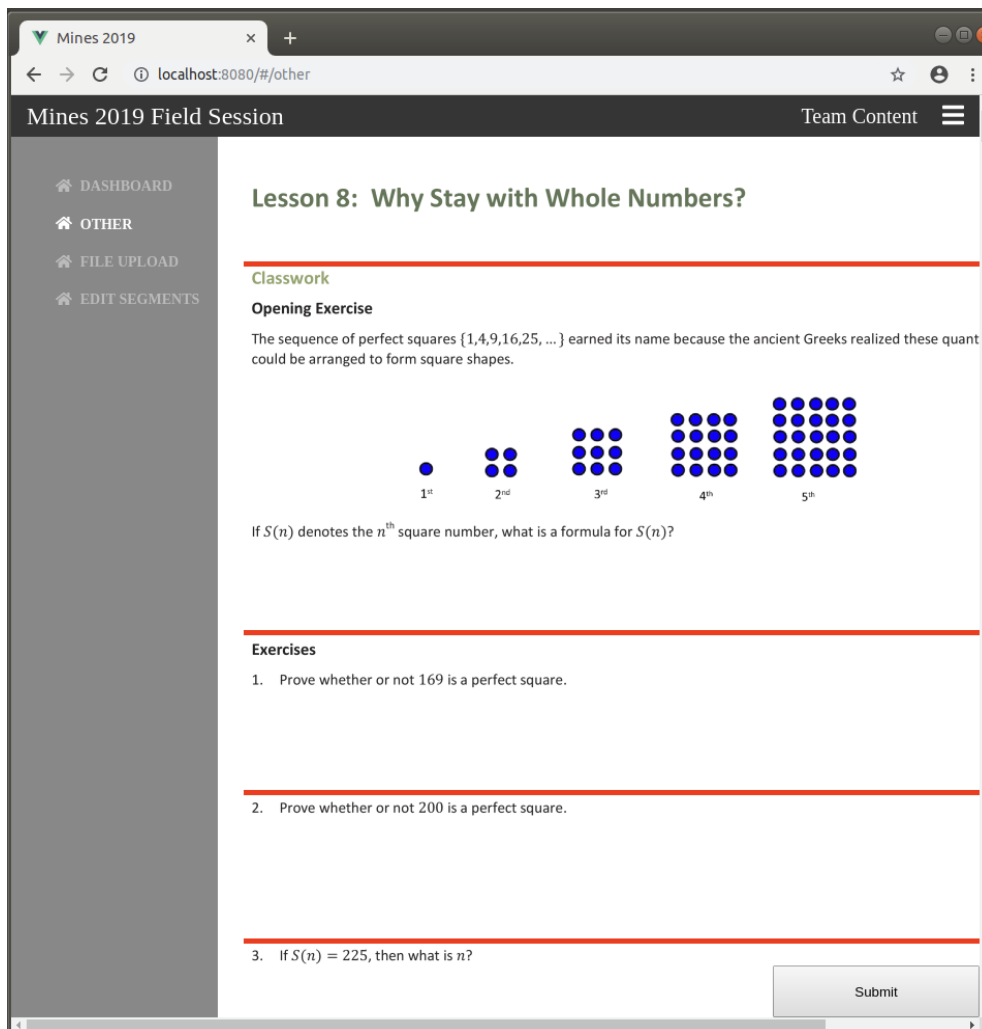 Mines 2019
localhost:8080/#/other
Mines 2019 Field Session
Team Content
DASHBOARD
OTHER
FILE UPLOAD
EDIT SEGMENTS
Lesson 8: Why Stay with Whole Numbers?
Classwork
Opening Exercise
The sequence of perfect squares {1,4,9,16,25, … } earned its name because the ancient Greeks realized these quant
could be arranged to form square shapes.
1st 2nd 3rd 4th 5th
If S(n) denotes the nth square number, what is a formula for S(n)?
Exercises
1. Prove whether or not 169 is a perfect square.
2. Prove whether or not 200 is a perfect square.
3. If S(n) = 225, then what is n?
Submit